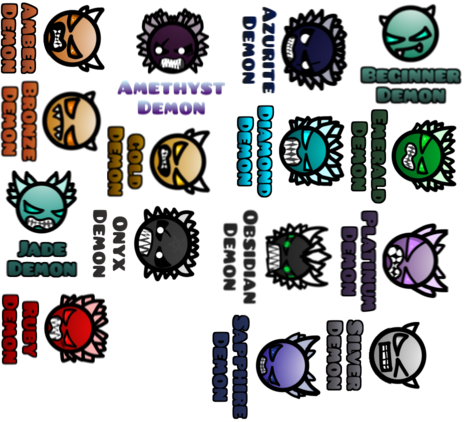 Amber
Demon
Amethyst
Demon
Azurite
Demon
Beginner
Demon
Bronze
Demon
Gold
Demon
Diamond
Demon
Emerald
Demon
Jade
Demon
Onyx
Demon
Obsidian
Demon
Platinum
Demon
Ruby
Demon
Sapphire
Demon
Silver
Demon